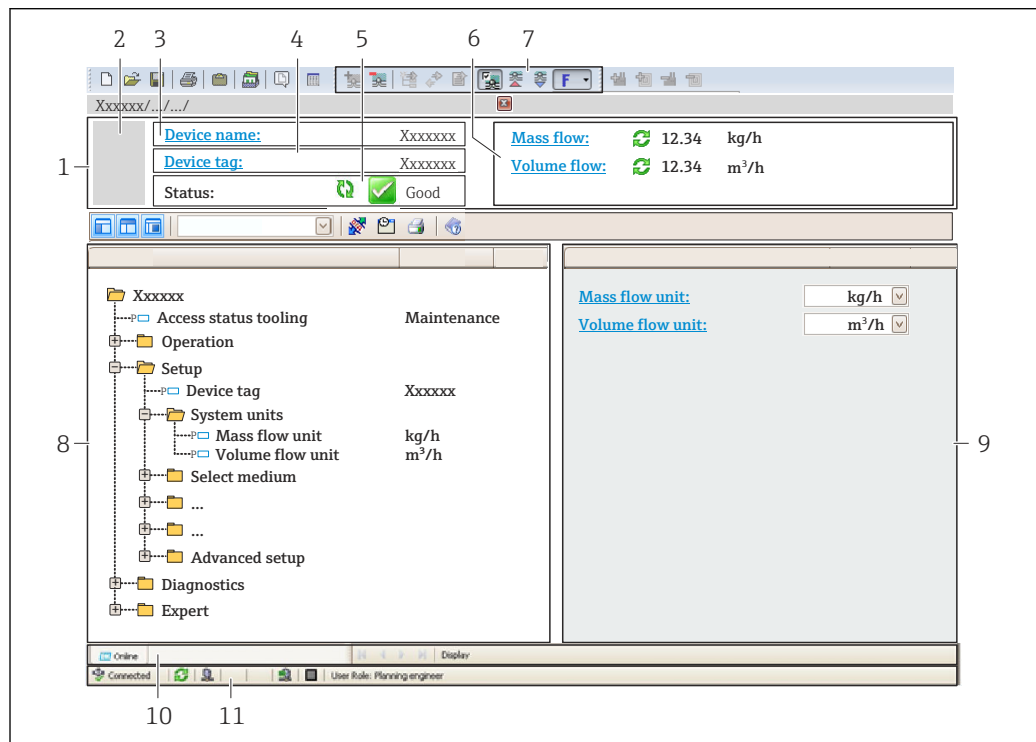 2 3 4 5 6 7
F
Xxxxxx/.../.../
1
Device name: Xxxxxxx
Device tag: Xxxxxxx
Status: Good
Mass flow: 12.34 kg/h
Volume flow: 12.34 m³/h
Xxxxxx
P Access status tooling Maintenance
Operation
Setup
P Device tag Xxxxxx
System units
P Mass flow unit kg/h
P Volume flow unit m³/h
Select medium
...
...
Advanced setup
Diagnostics
Expert
8
Mass flow unit: kg/h
Volume flow unit: m³/h
9
Online Display
Connected User Role: Planning engineer
10 11